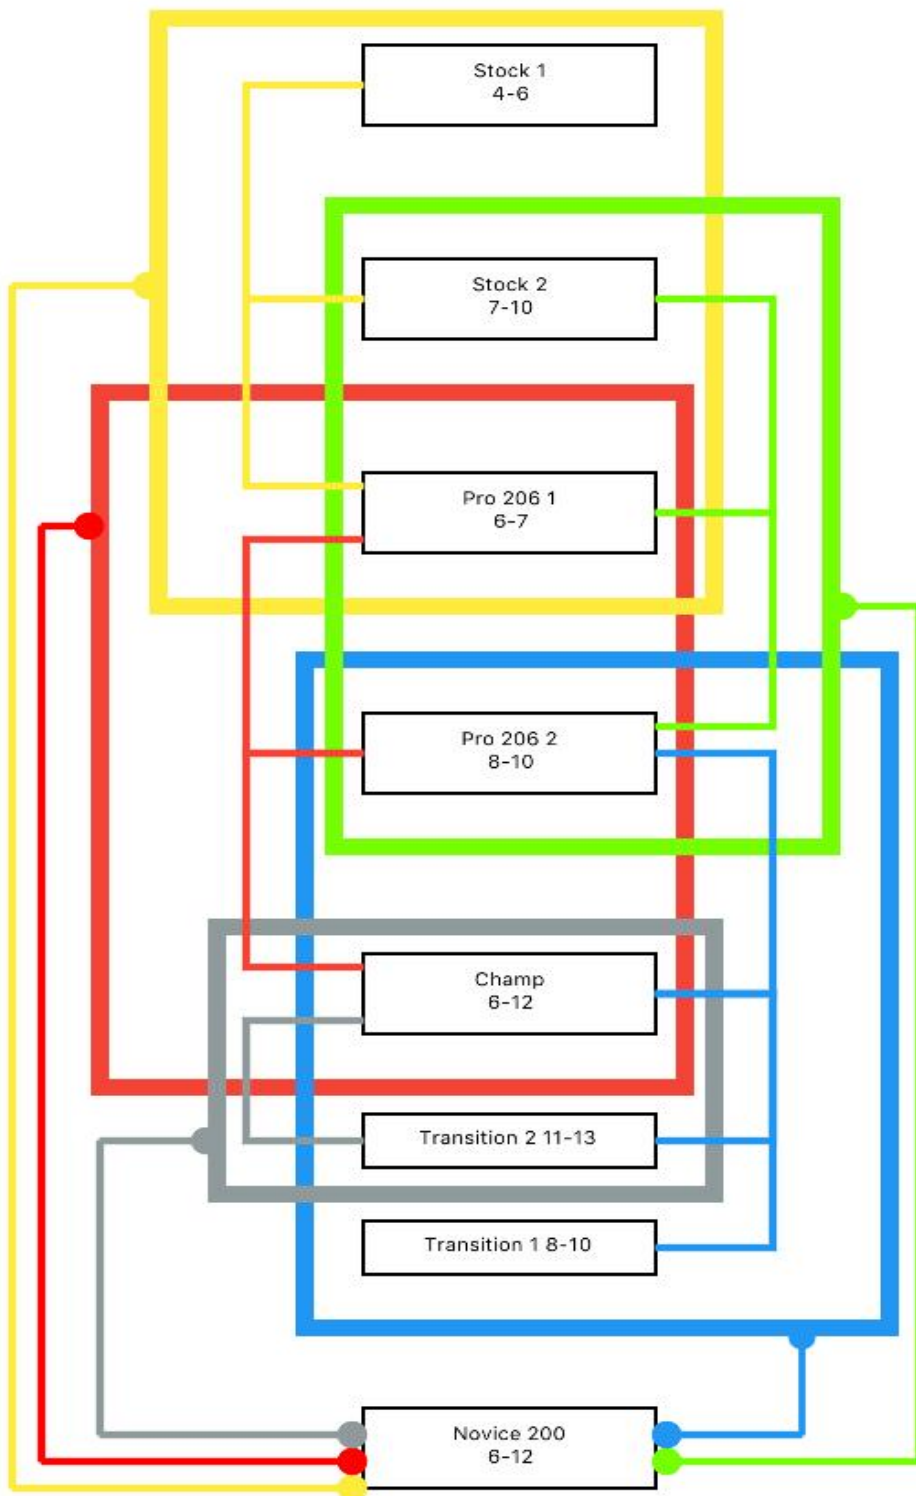 Stock 1
4-6
Stock 2
7-10
Pro 206 1
6-7
Pro 206 2
8-10
Champ
6-12
Transition 2 11-13
Transition 1 8-10
Novice 200
6-12